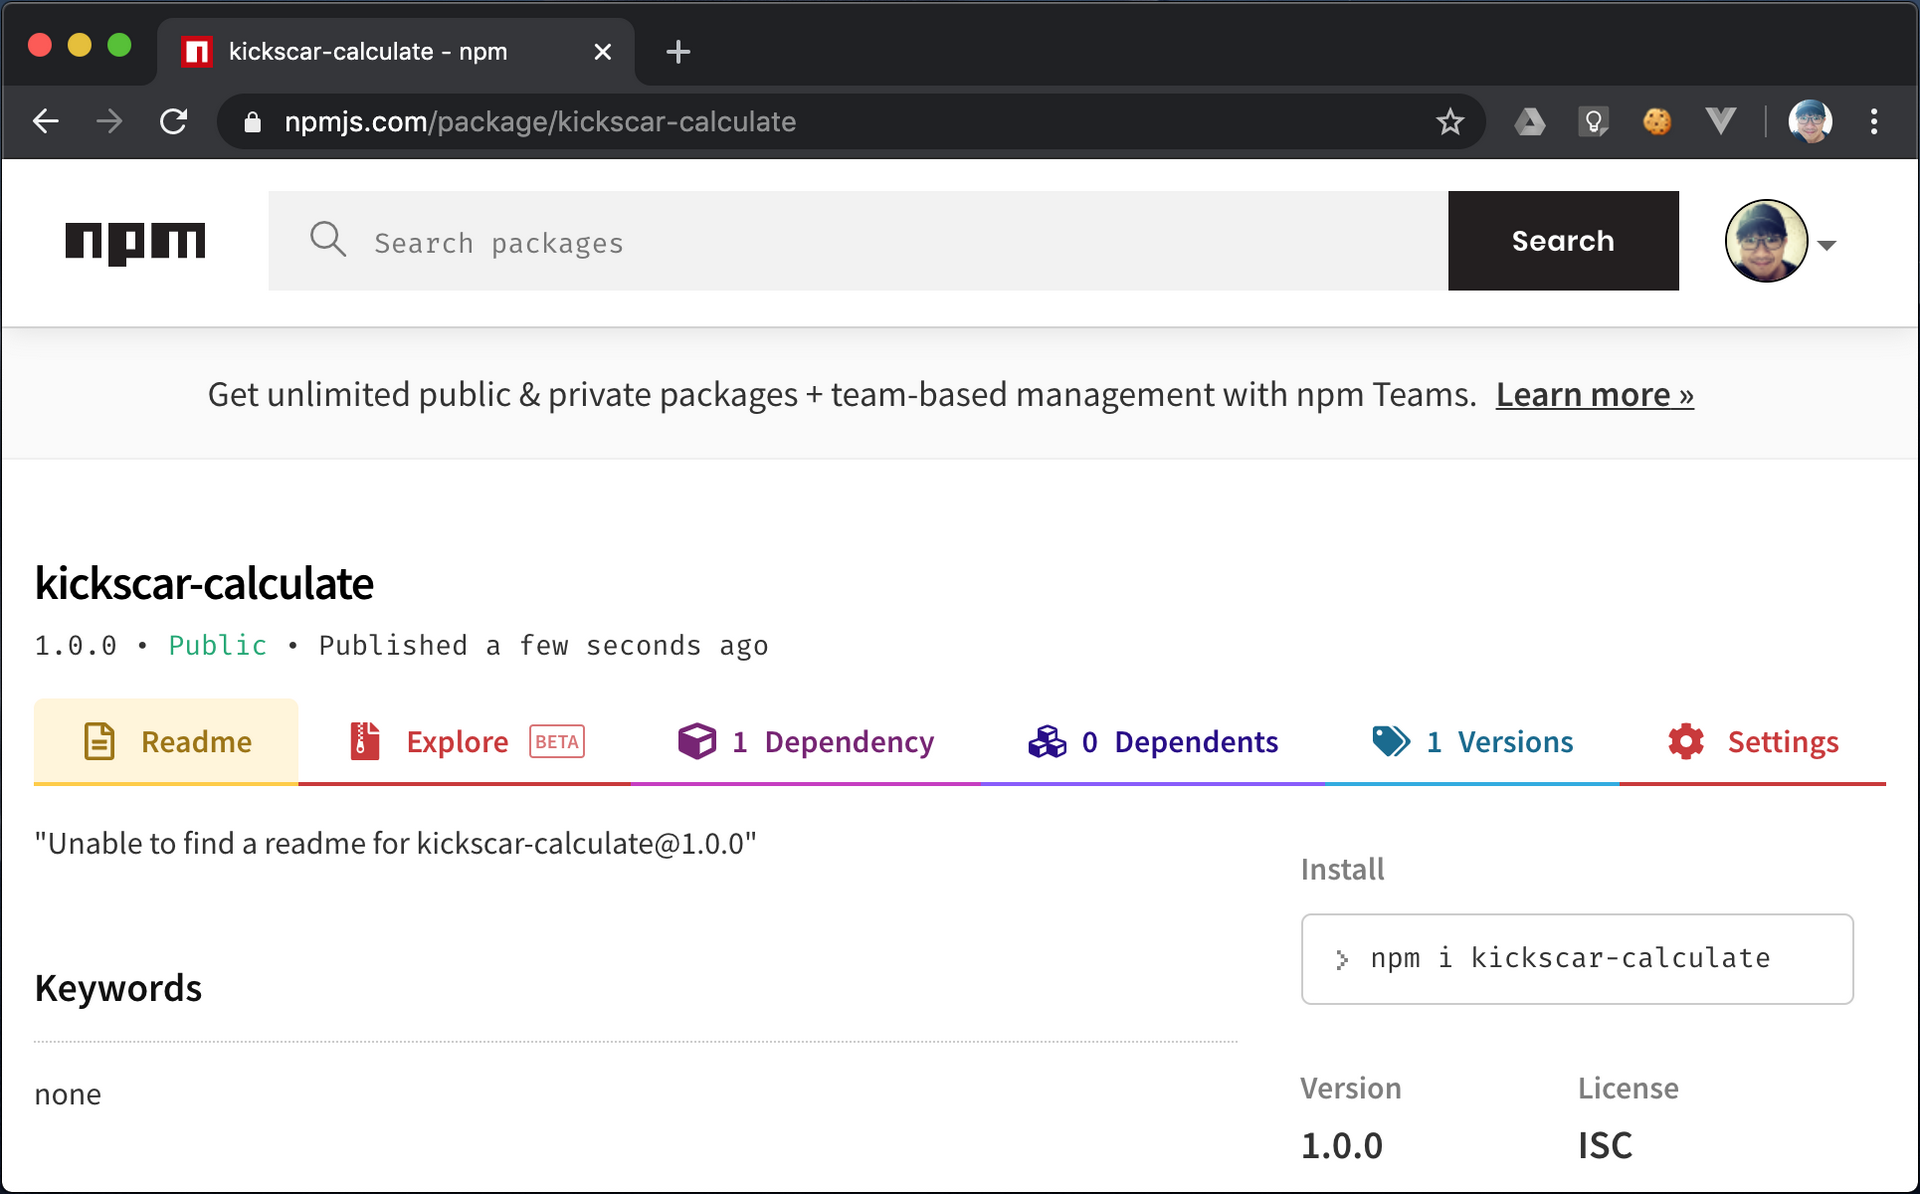 kickscar-calculate - npm
npmjs.com/package/kickscar-calculate
npm
Search packages
Search
Get unlimited public & private packages + team-based management with npm Teams. Learn more »
kickscar-calculate
1.0.0 • Public • Published a few seconds ago
Readme
Explore BETA
1 Dependency
0 Dependents
1 Versions
Settings
"Unable to find a readme for kickscar-calculate@1.0.0"
Install
npm i kickscar-calculate
Keywords
none
Version
1.0.0
License
ISC